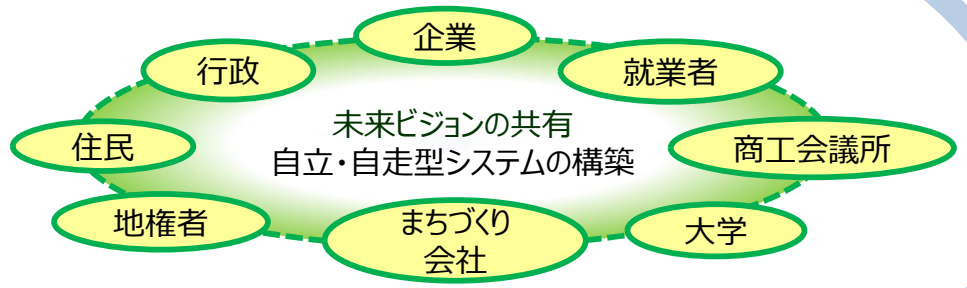 企業
行政
就業者
未来ビジョンの共有
住民
自立・自走型システムの構築
商工会議所
地権者
まちづくり
会社
大学